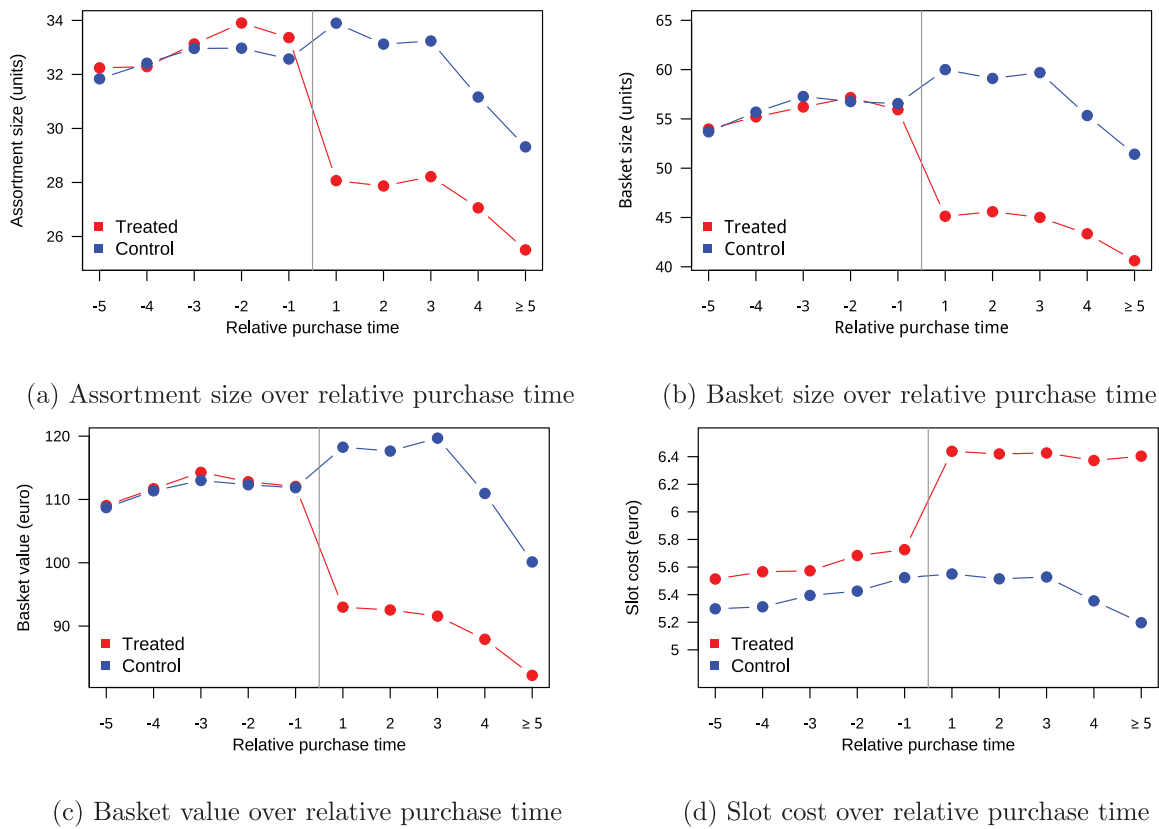 34
32
30
28
26
Assortment size (units)
Treated
Control
-5 -4 -3 -2 -1 1 2 3 4 ≥ 5
Relative purchase time
(a) Assortment size over relative purchase time
65
60
55
50
45
40
Basket size (units)
Treated
Control
-5 -4 -3 -2 -1 1 2 3 4 ≥ 5
Relative purchase time
(b) Basket size over relative purchase time
120
110
100
90
Basket value (euro)
Treated
Control
-5 -4 -3 -2 -1 1 2 3 4 ≥ 5
Relative purchase time
(c) Basket value over relative purchase time
6.4
6.2
6
5.8
5.6
5.4
5.2
5
Slot cost (euro)
Treated
Control
-5 -4 -3 -2 -1 1 2 3 4 ≥ 5
Relative purchase time
(d) Slot cost over relative purchase time